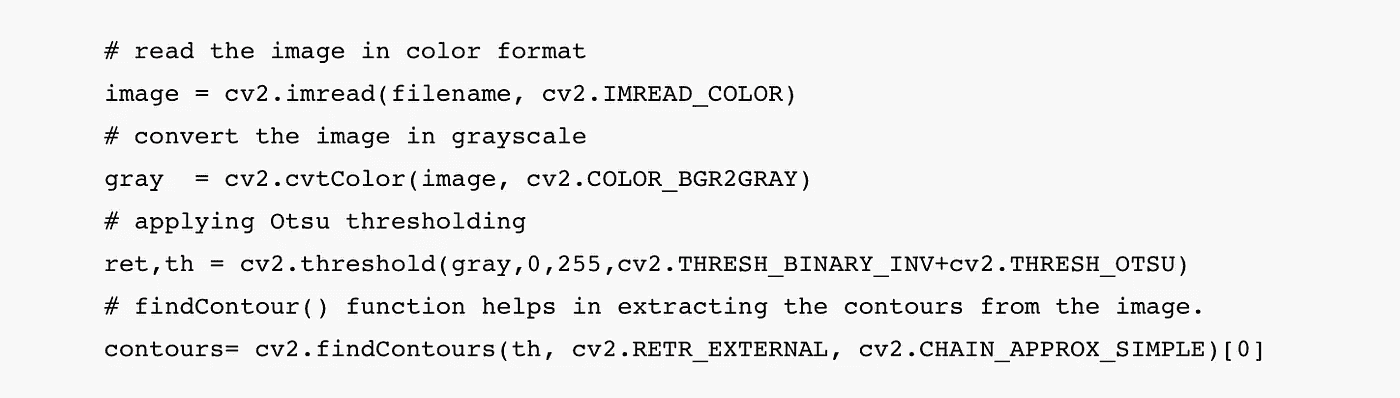 # read the image in color format
image = cv2.imread(filename, cv2.IMREAD_COLOR)
# convert the image in grayscale
gray  = cv2.cvtColor(image, cv2.COLOR_BGR2GRAY)
# applying Otsu thresholding
ret,th = cv2.threshold(gray,0,255,cv2.THRESH_BINARY_INV+cv2.THRESH_OTSU)
# findContour() function helps in extracting the contours from the image.
contours= cv2.findContours(th, cv2.RETR_EXTERNAL, cv2.CHAIN_APPROX_SIMPLE)[0]